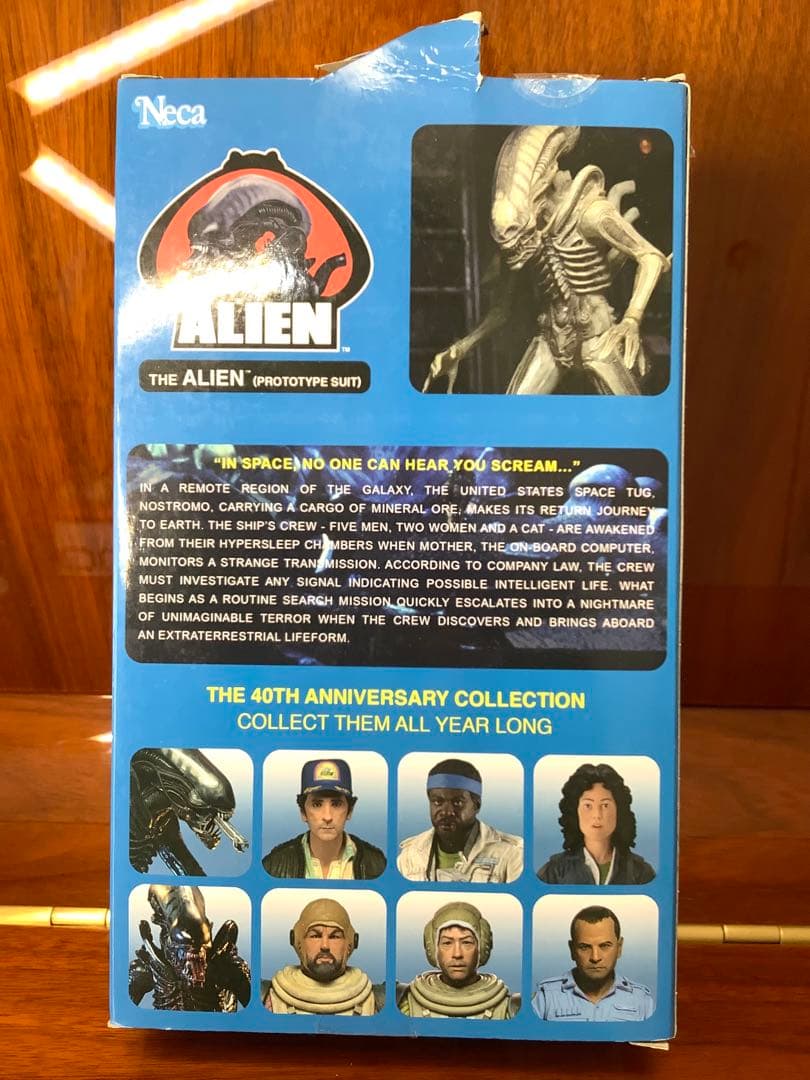 Neca
ALIEN
TM
THE ALIEN™ (PROTOTYPE SUIT)
“IN SPACE, NO ONE CAN HEAR YOU SCREAM...”
IN A REMOTE REGION OF THE GALAXY, THE UNITED STATES SPACE TUG,
NOSTROMO, CARRYING A CARGO OF MINERAL ORE, MAKES ITS RETURN JOURNEY
TO EARTH. THE SHIP'S CREW - FIVE MEN, TWO WOMEN AND A CAT - ARE AWAKENED
FROM THEIR HYPERSLEEP CHAMBERS WHEN MOTHER, THE ON-BOARD COMPUTER,
MONITORS A STRANGE TRANSMISSION. ACCORDING TO COMPANY LAW, THE CREW
MUST INVESTIGATE ANY SIGNAL INDICATING POSSIBLE INTELLIGENT LIFE. WHAT
BEGINS AS A ROUTINE SEARCH MISSION QUICKLY ESCALATES INTO A NIGHTMARE
OF UNIMAGINABLE TERROR WHEN THE CREW DISCOVERS AND BRINGS ABOARD
AN EXTRATERRESTRIAL LIFEFORM.
THE 40TH ANNIVERSARY COLLECTION
COLLECT THEM ALL YEAR LONG